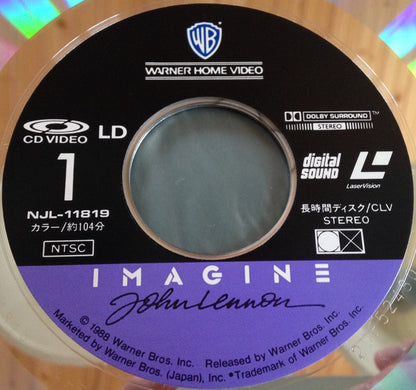 WB
WARNER HOME VIDEO
CD VIDEO
LD
1
NJL-11819
カラー/約104分
NTSC
DOLBY SURROUND
STEREO
digital
SOUND
LaserVision
長時間ディスク/CLV
STEREO
IMAGINE
John Lennon
© 1988 Warner Bros. Inc. Released by Warner Bros. Inc.
Marketed by Warner Bros. (Japan), Inc. *Trademark of Warner Bros. Inc.